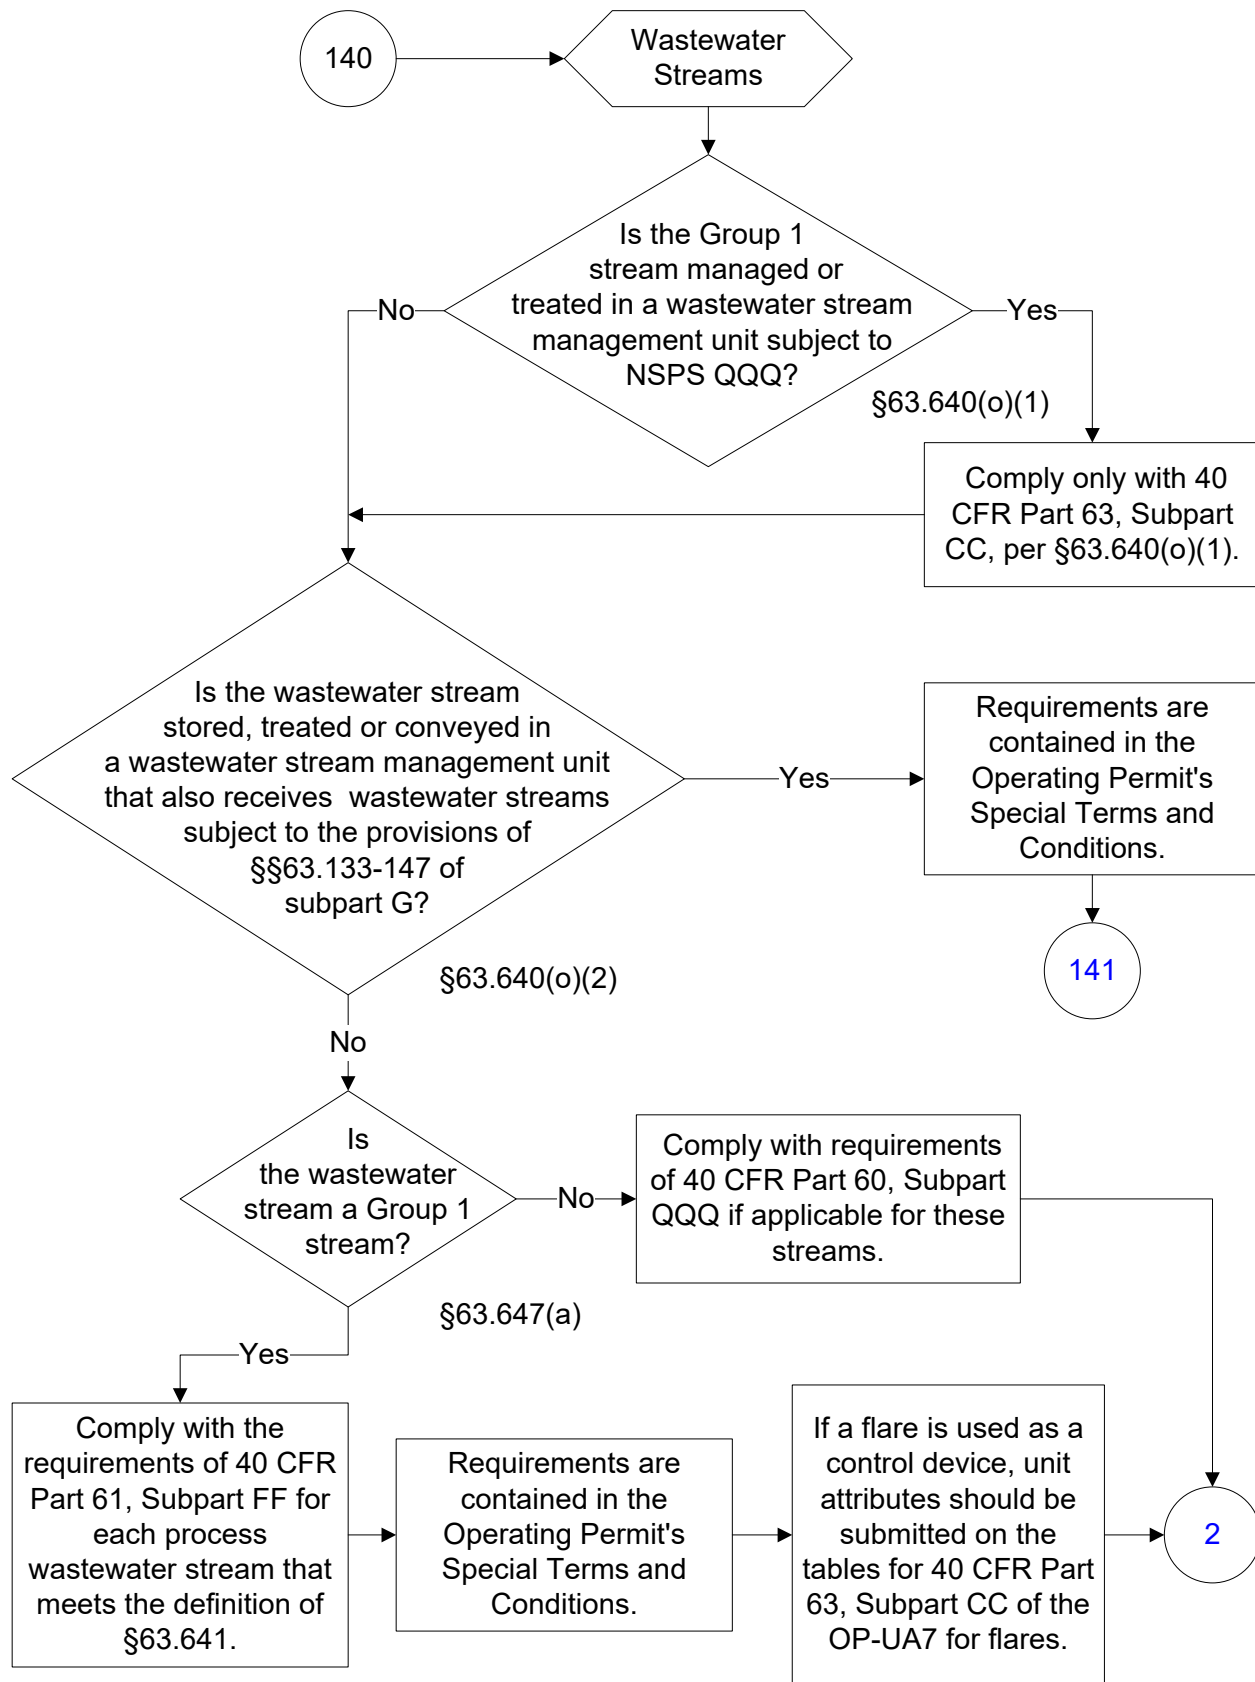 140
Wastewater
Streams
Is the Group 1
stream managed or
treated in a wastewater stream
management unit subject to
NSPS QQQ?
No
Yes
§63.640(o)(1)
Comply only with 40
CFR Part 63, Subpart
CC, per §63.640(o)(1).
Is the wastewater stream
stored, treated or conveyed in
a wastewater stream management unit
that also receives  wastewater streams
subject to the provisions of
§§63.133-147 of
subpart G?
Yes
Requirements are
contained in the
Operating Permit's
Special Terms and
Conditions.
141
§63.640(o)(2)
No
Is
the wastewater
stream a Group 1
stream?
No
Comply with requirements
of 40 CFR Part 60, Subpart
QQQ if applicable for these
streams.
§63.647(a)
Yes
Comply with the
requirements of 40 CFR
Part 61, Subpart FF for
each process
wastewater stream that
meets the definition of
§63.641.
Requirements are
contained in the
Operating Permit's
Special Terms and
Conditions.
If a flare is used as a
control device, unit
attributes should be
submitted on the
tables for 40 CFR Part
63, Subpart CC of the
OP-UA7 for flares.
2